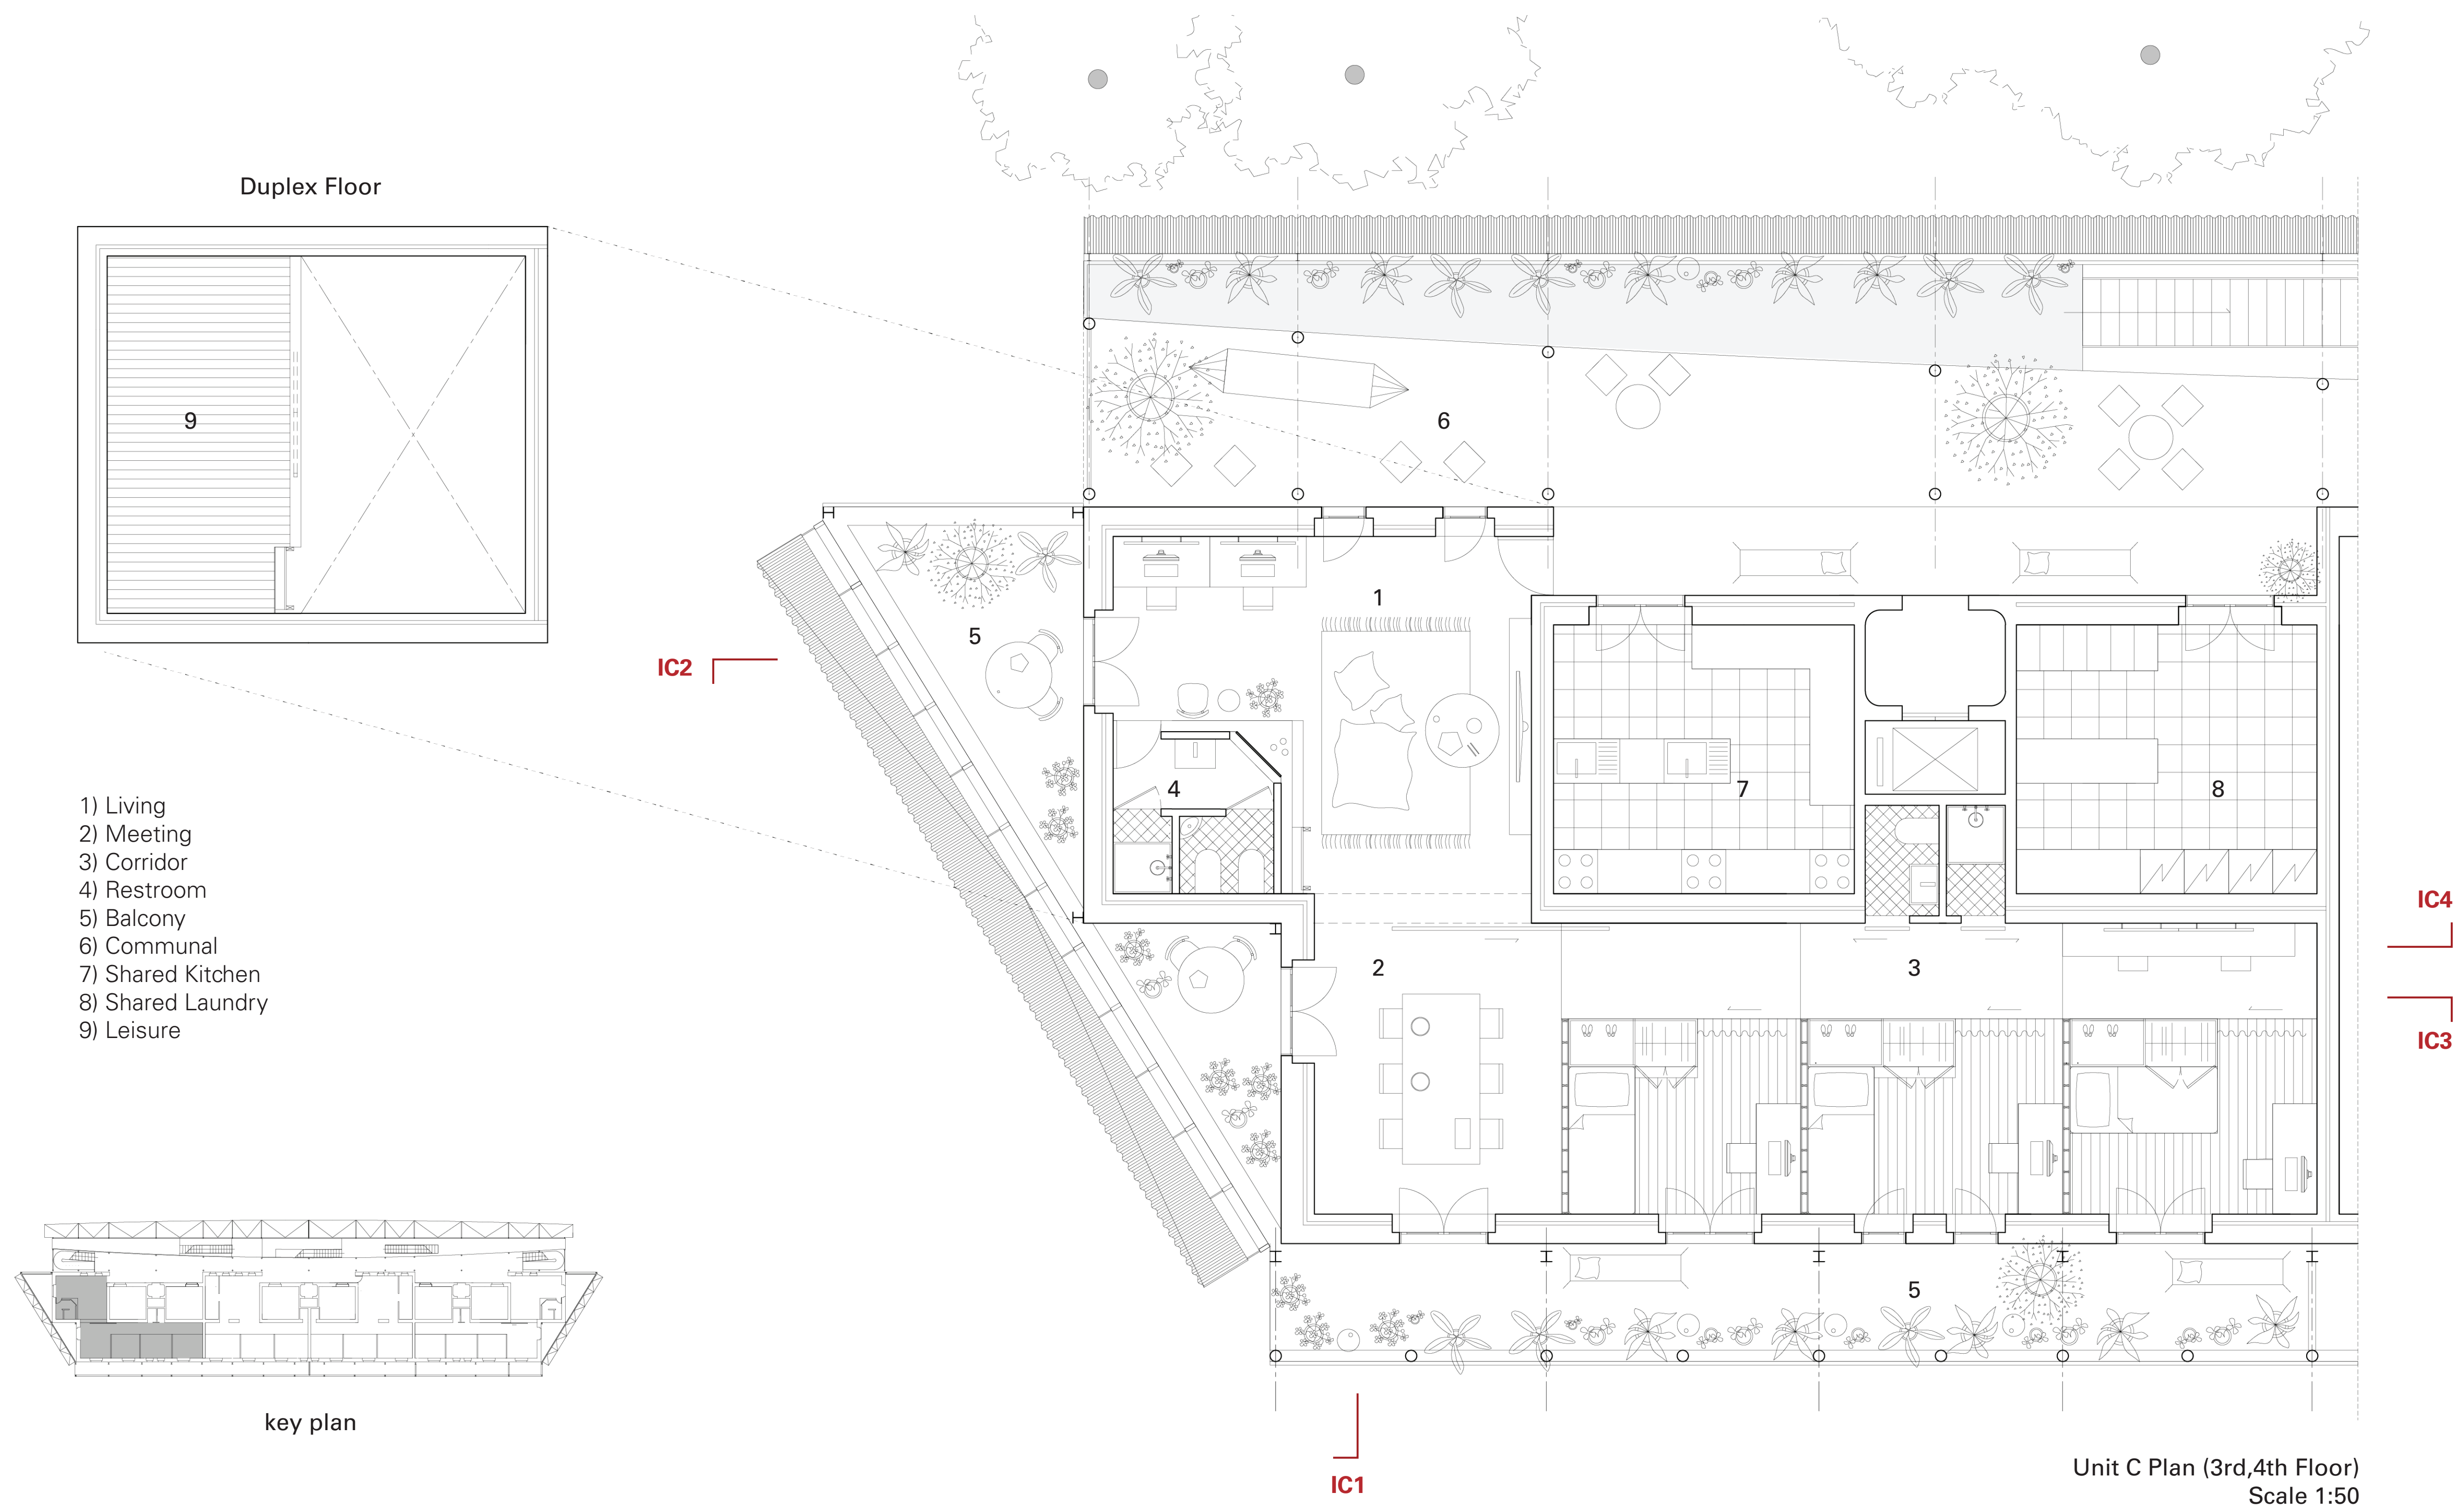 Duplex Floor
9
6
1
5
IC2
4
7
8
1) Living
2) Meeting
3) Corridor
4) Restroom
5) Balcony
6) Communal
7) Shared Kitchen
8) Shared Laundry
9) Leisure
2
3
IC4
IC3
5
key plan
IC1
Unit C Plan (3rd,4th Floor)
Scale 1:50